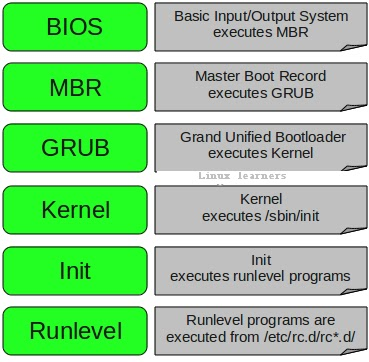 BIOS
Basic Input/Output System
executes MBR
MBR
Master Boot Record
executes GRUB
GRUB
Grand Unified Bootloader
executes Kernel
Linux learners
Kernel
Kernel
executes /sbin/init
Init
Init
executes runlevel programs
Runlevel
Runlevel programs are
executed from /etc/rc.d/rc*.d/